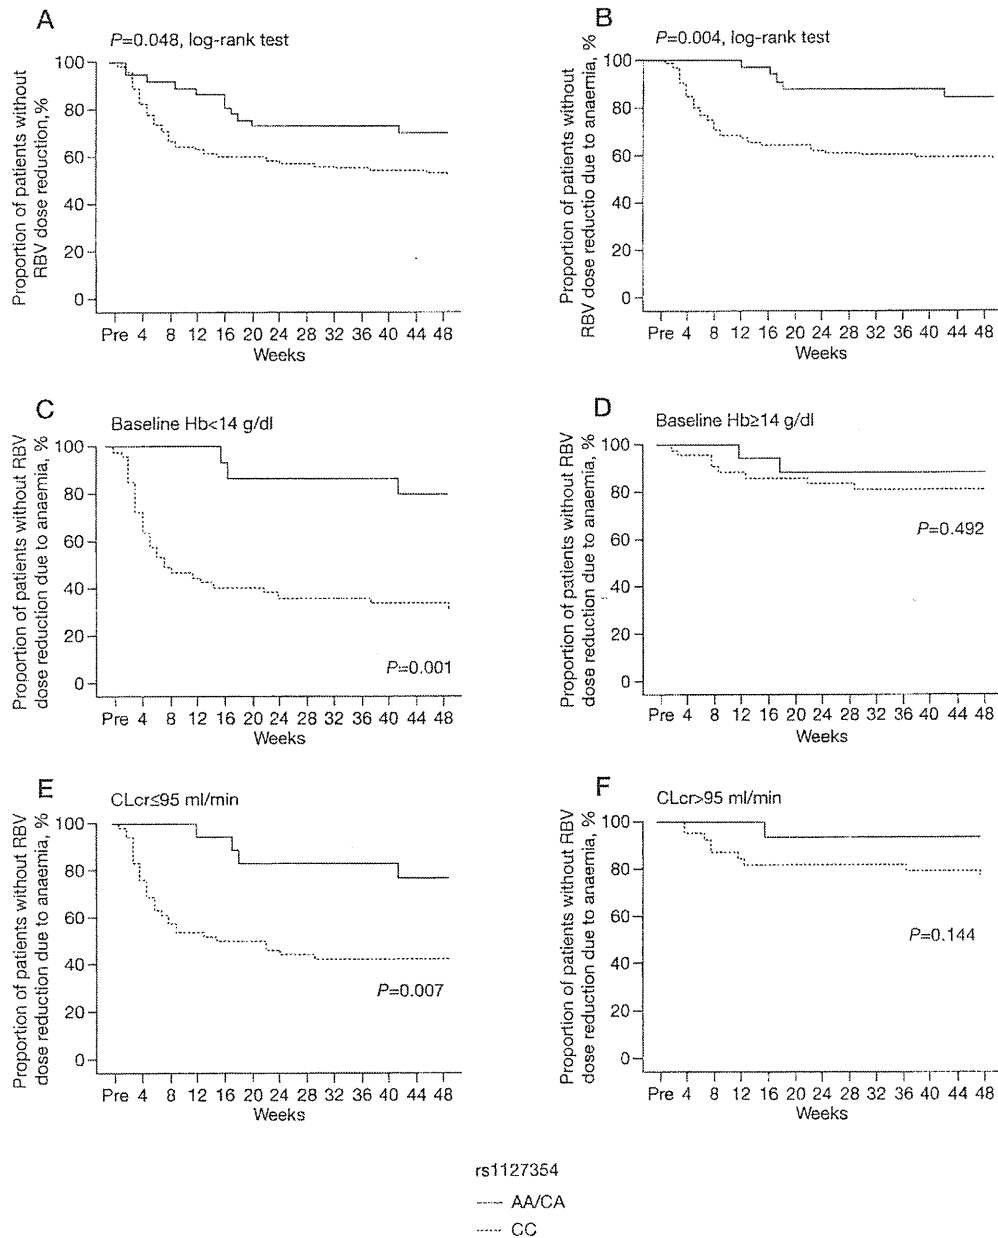 A
P=0.048, log-rank test
Proportion of patients without
RBV dose reduction,%
100
80
60
40
20
0
Pre 4 8 12 16 20 24 28 32 36 40 44 48
Weeks
B
P=0.004, log-rank test
Proportion of patients without
RBV dose reductio due to anaemia, %
100
80
60
40
20
0
Pre 4 8 12 16 20 24 28 32 36 40 44 48
Weeks
C
Baseline Hb<14 g/dl
Proportion of patients without RBV
dose reduction due to anaemia, %
100
80
60
40
20
0
P=0.001
Pre 4 8 12 16 20 24 28 32 36 40 44 48
Weeks
D
Baseline Hb≥14 g/dl
Proportion of patients without RBV
dose reduction due to anaemia, %
100
80
60
40
20
0
P=0.492
Pre 4 8 12 16 20 24 28 32 36 40 44 48
Weeks
E
CLcr≤95 ml/min
Proportion of patients without RBV
dose reduction due to anaemia, %
100
80
60
40
20
0
P=0.007
Pre 4 8 12 16 20 24 28 32 36 40 44 48
Weeks
F
CLcr>95 ml/min
Proportion of patients without RBV
dose reduction due to anaemia, %
100
80
60
40
20
0
P=0.144
Pre 4 8 12 16 20 24 28 32 36 40 44 48
Weeks
rs1127354
AA/CA
CC